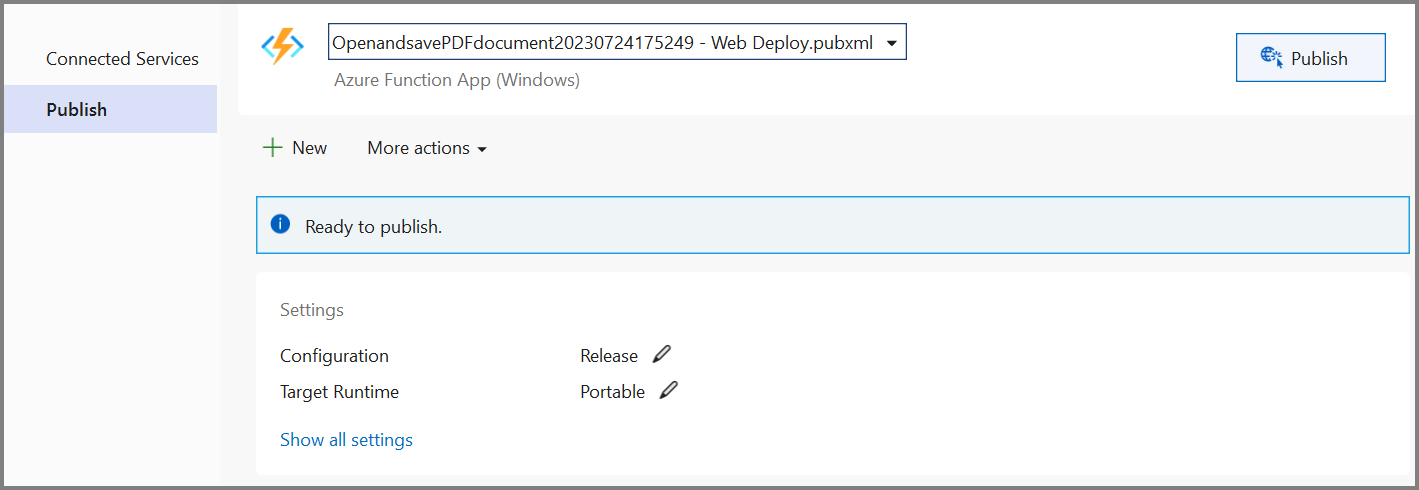 Connected Services
Publish
OpenandsavePDFdocument20230724175249 - Web Deploy.pubxml
Azure Function App (Windows)
Publish
New
More actions
Ready to publish.
Settings
Configuration Release
Target Runtime Portable
Show all settings